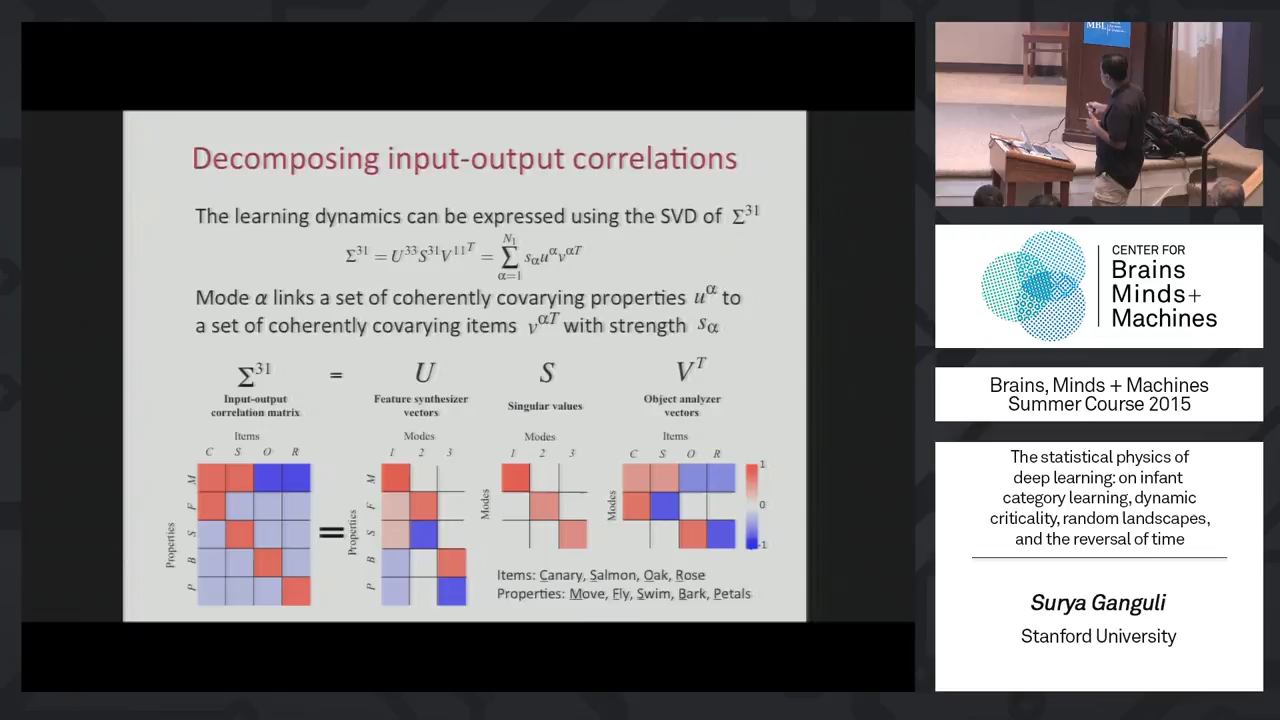 Decomposing input-output correlations
The learning dynamics can be expressed using the SVD of Σ³¹
Σ³¹ = U³³S³¹V¹¹ᵀ = ∑_{α=1}^{N₁} s_α u^α v^{αT}
Mode α links a set of coherently covarying properties u^α to
a set of coherently covarying items v^{αT} with strength s_α
Σ³¹ = U S Vᵀ
Input-output
correlation matrix
Feature synthesizer
vectors
Singular values
Object analyzer
vectors
Items
Modes
Modes
Items
C S O R
1 2 3
1 2 3
C S O R
M
F
S
B
P
Properties
=
M
F
S
B
P
Properties
Modes
Modes
1
0
-1
Items: Canary, Salmon, Oak, Rose
Properties: Move, Fly, Swim, Bark, Petals
MBL
CENTER FOR
Brains
Minds+
Machines
Brains, Minds + Machines
Summer Course 2015
The statistical physics of
deep learning: on infant
category learning, dynamic
criticality, random landscapes,
and the reversal of time
Surya Ganguli
Stanford University